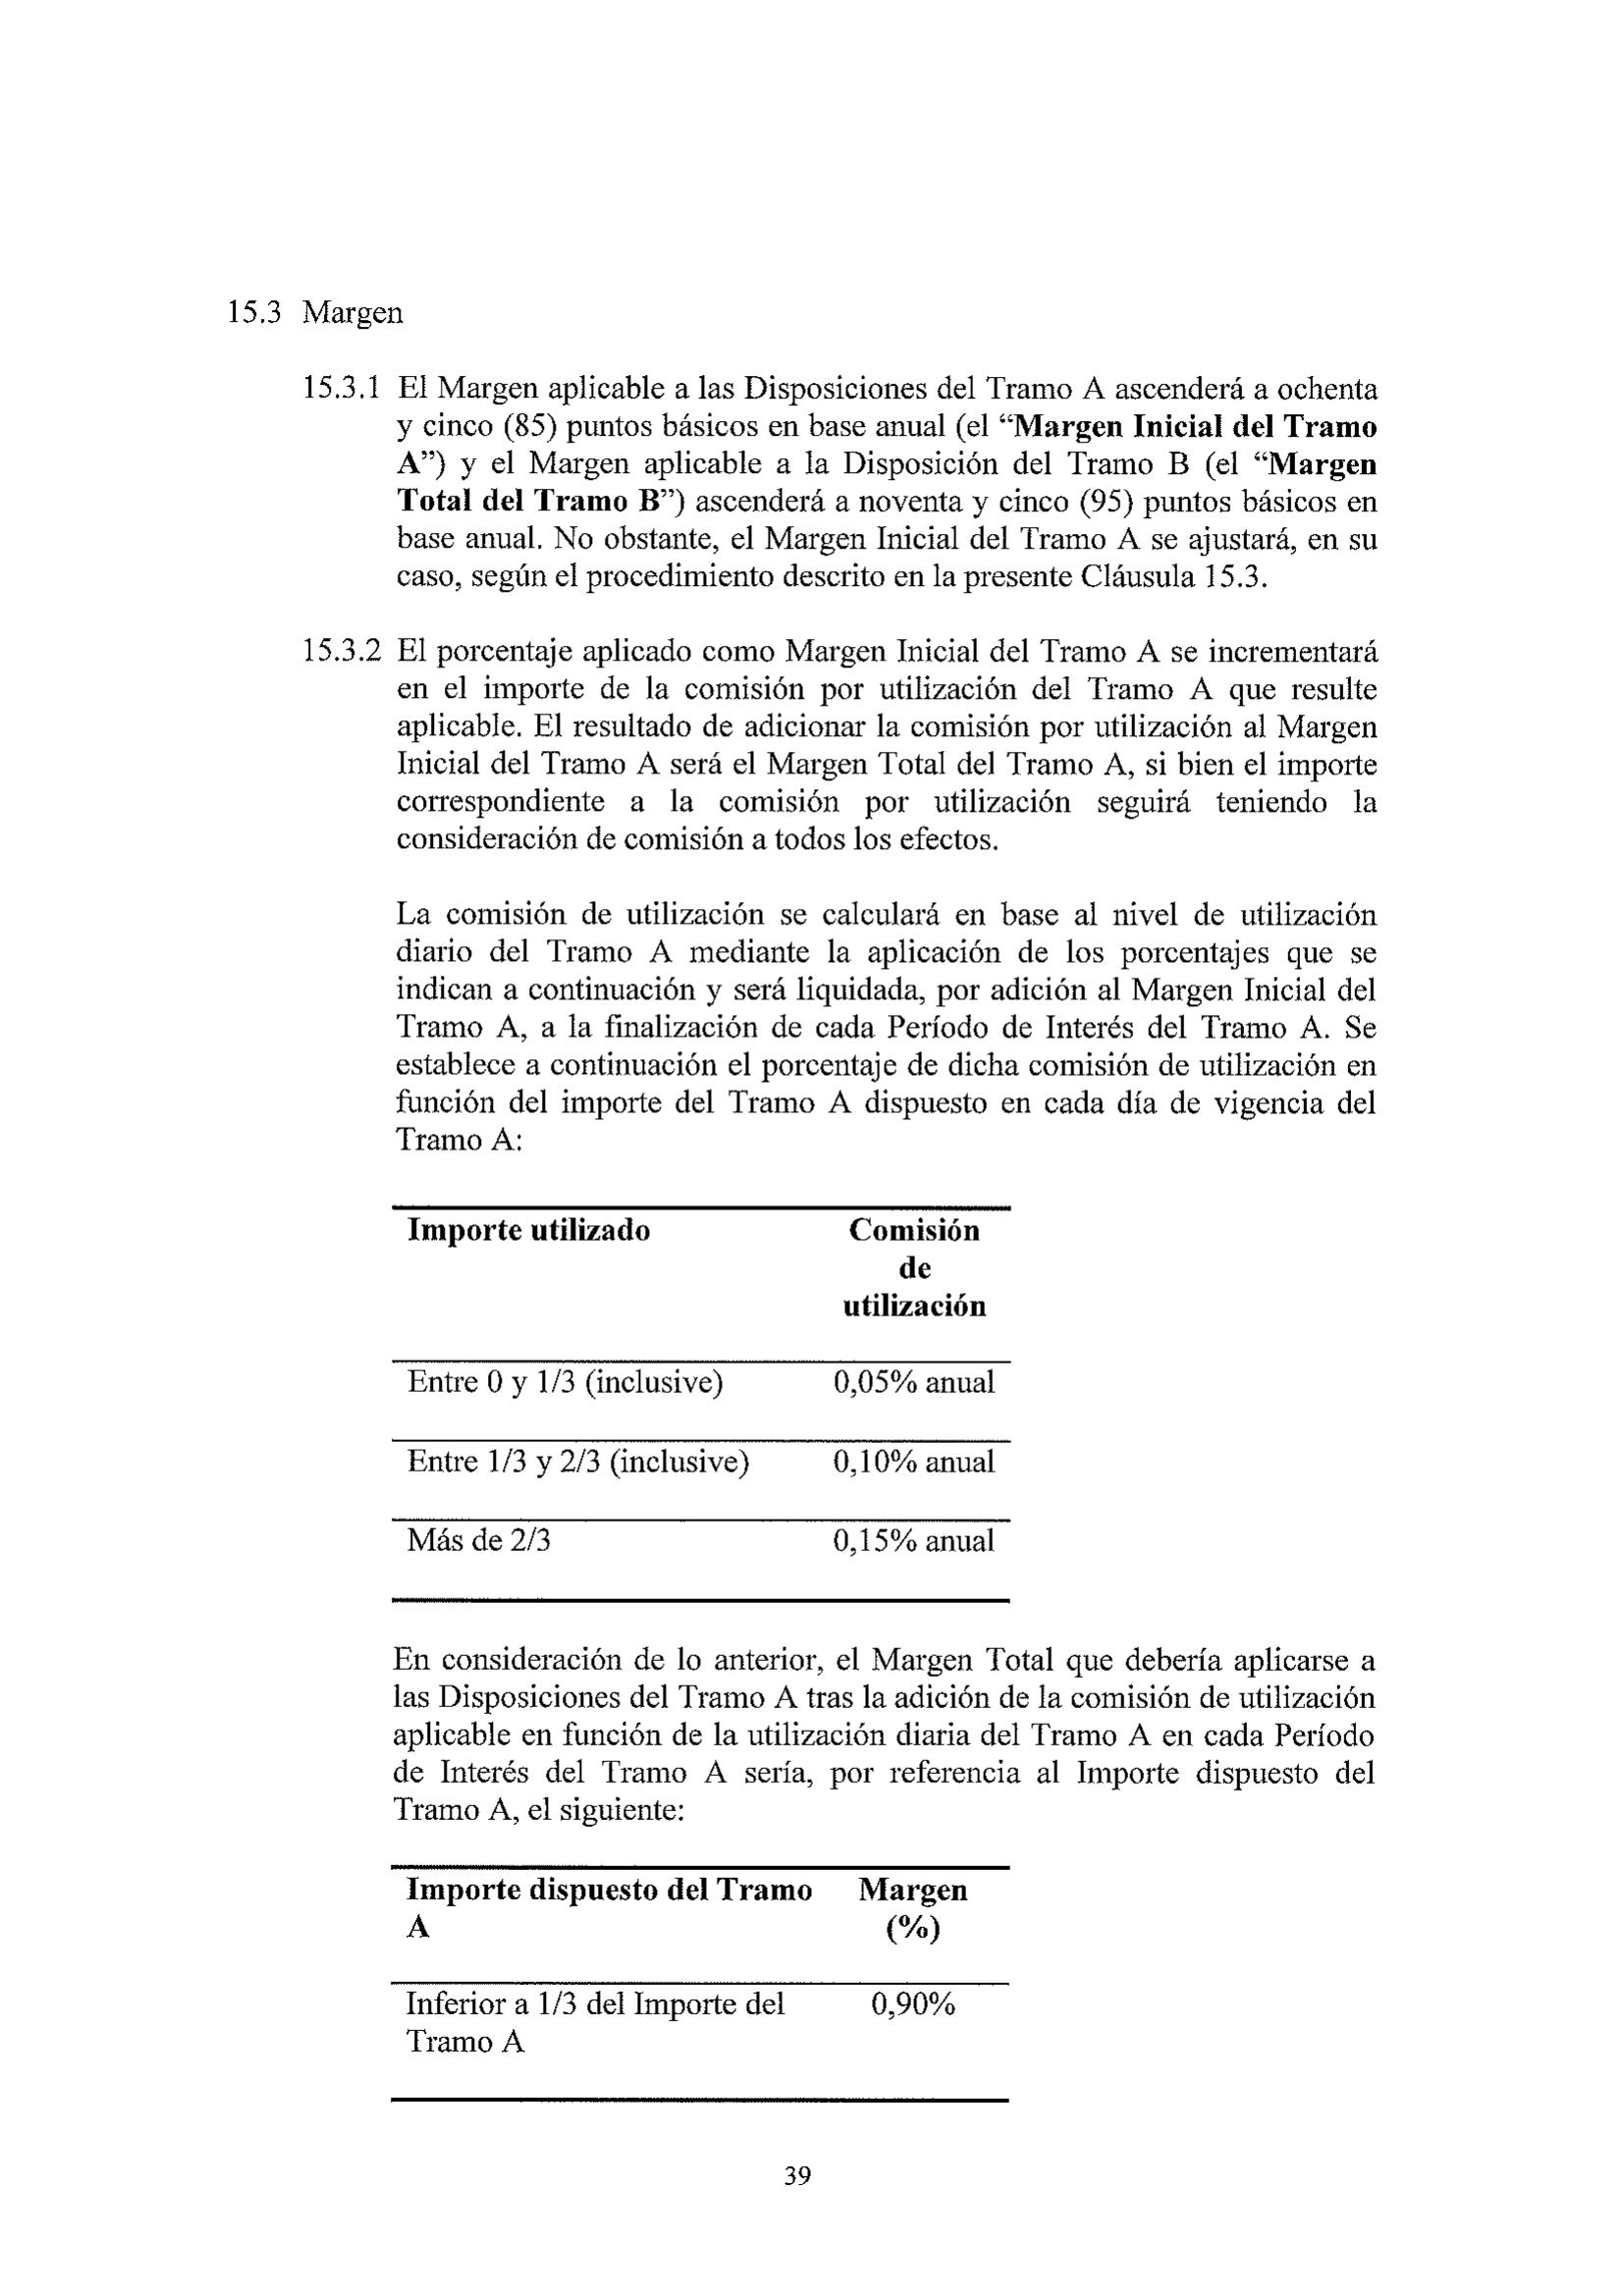 15.3 Margen
15.3.1 El Margen aplicable a las Disposiciones del Tramo A ascenderá a ochenta
y cinco (85) puntos básicos en base anual (el “Margen Inicial del Tramo
A”) y el Margen aplicable a la Disposición del Tramo B (el “Margen
Total del Tramo B”) ascenderá a noventa y cinco (95) puntos básicos en
base anual. No obstante, el Margen Inicial del Tramo A se ajustará, en su
caso, según el procedimiento descrito en la presente Cláusula 15.3.
15.3.2 El porcentaje aplicado como Margen Inicial del Tramo A se incrementará
en el importe de la comisión por utilización del Tramo A que resulte
aplicable. El resultado de adicionar la comisión por utilización al Margen
Inicial del Tramo A será el Margen Total del Tramo A, si bien el importe
correspondiente a la comisión por utilización seguirá teniendo la
consideración de comisión a todos los efectos.
La comisión de utilización se calculará en base al nivel de utilización
diario del Tramo A mediante la aplicación de los porcentajes que se
indican a continuación y será liquidada, por adición al Margen Inicial del
Tramo A, a la finalización de cada Período de Interés del Tramo A. Se
establece a continuación el porcentaje de dicha comisión de utilización en
función del importe del Tramo A dispuesto en cada día de vigencia del
Tramo A:
Importe utilizado Comisión
de
utilización
Entre 0 y 1/3 (inclusive) 0,05% anual
Entre 1/3 y 2/3 (inclusive) 0,10% anual
Más de 2/3 0,15% anual
En consideración de lo anterior, el Margen Total que debería aplicarse a
las Disposiciones del Tramo A tras la adición de la comisión de utilización
aplicable en función de la utilización diaria del Tramo A en cada Período
de Interés del Tramo A sería, por referencia al Importe dispuesto del
Tramo A, el siguiente:
Importe dispuesto del Tramo Margen
A (%)
Inferior a 1/3 del Importe del 0,90%
Tramo A
39